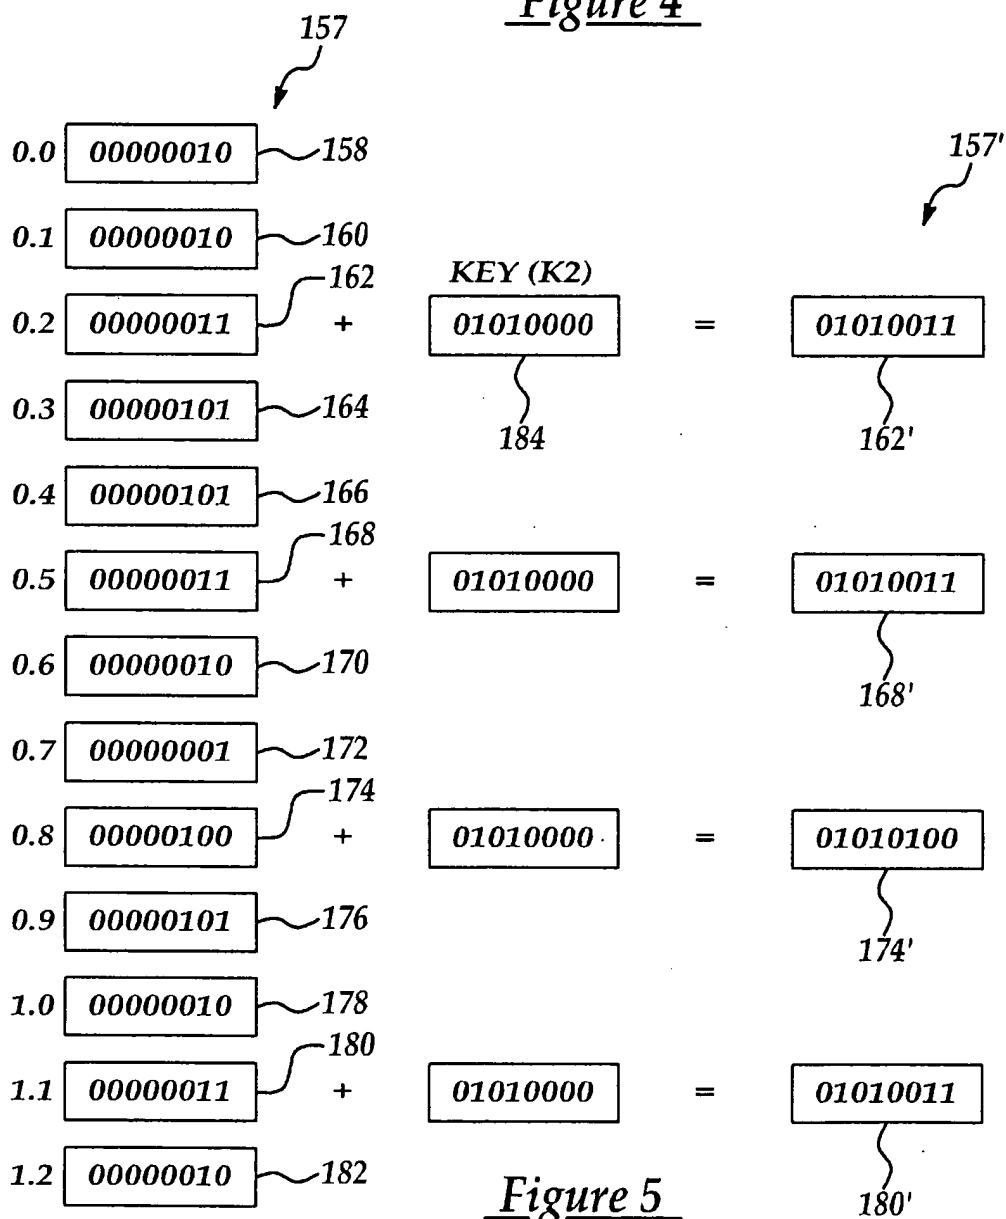 Figure 4
157
0.0 00000010 158
157'
0.1 00000010 160
162
KEY (K2)
0.2 00000011 + 01010000 = 01010011
0.3 00000101 164
184
162'
0.4 00000101 166
168
0.5 00000011 + 01010000 = 01010011
0.6 00000010 170
168'
0.7 00000001 172
174
0.8 00000100 + 01010000 = 01010100
0.9 00000101 176
174'
1.0 00000010 178
180
1.1 00000011 + 01010000 = 01010011
1.2 00000010 182
Figure 5
180'